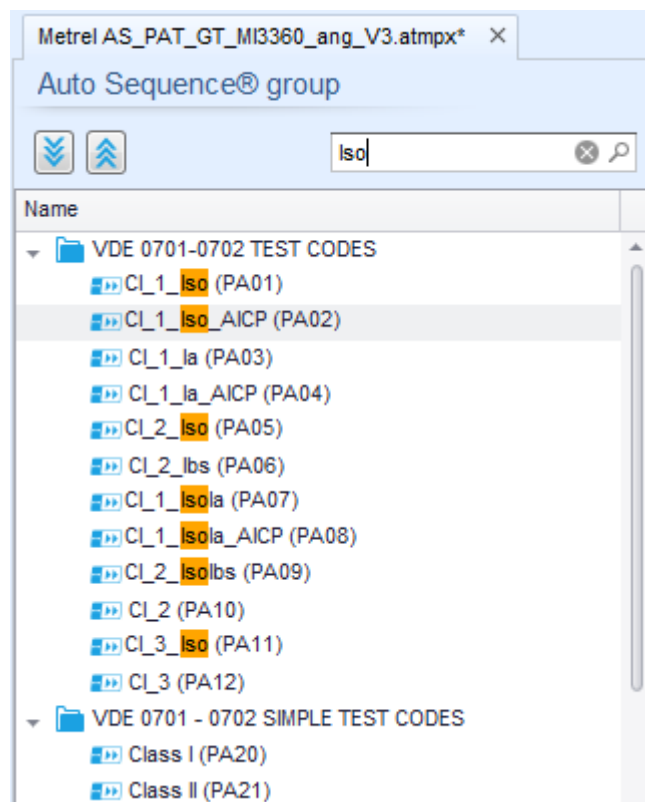 Metrel AS_PAT_GT_MI3360_ang_V3.atmpx*
Auto Sequence® group
Iso
Name
VDE 0701-0702 TEST CODES
Cl_1_Iso (PA01)
Cl_1_Iso_AICP (PA02)
Cl_1_Ia (PA03)
Cl_1_Ia_AICP (PA04)
Cl_2_Iso (PA05)
Cl_2_Ibs (PA06)
Cl_1_IsoIa (PA07)
Cl_1_IsoIa_AICP (PA08)
Cl_2_IsoIbs (PA09)
Cl_2 (PA10)
Cl_3_Iso (PA11)
Cl_3 (PA12)
VDE 0701 - 0702 SIMPLE TEST CODES
Class I (PA20)
Class II (PA21)